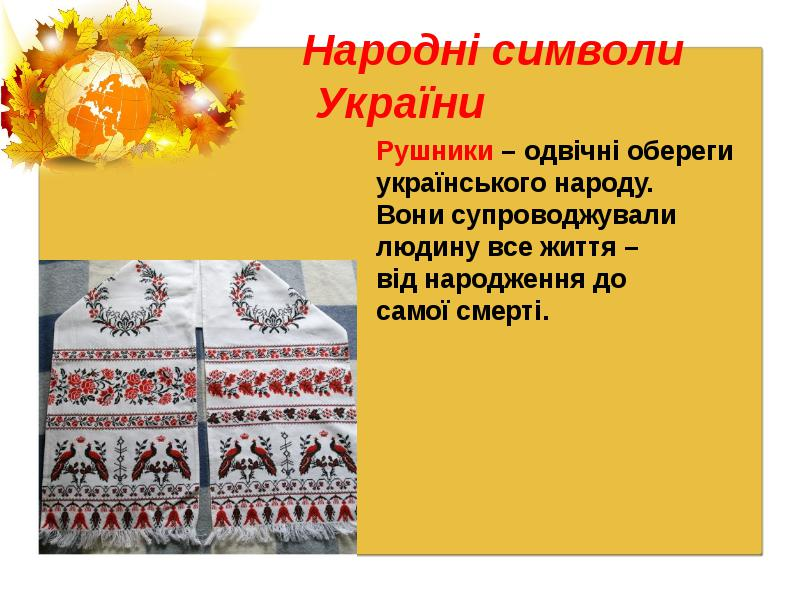 Народні символи
України
Рушники – одвічні обереги
українського народу.
Вони супроводжували
людину все життя –
від народження до
самої смерті.